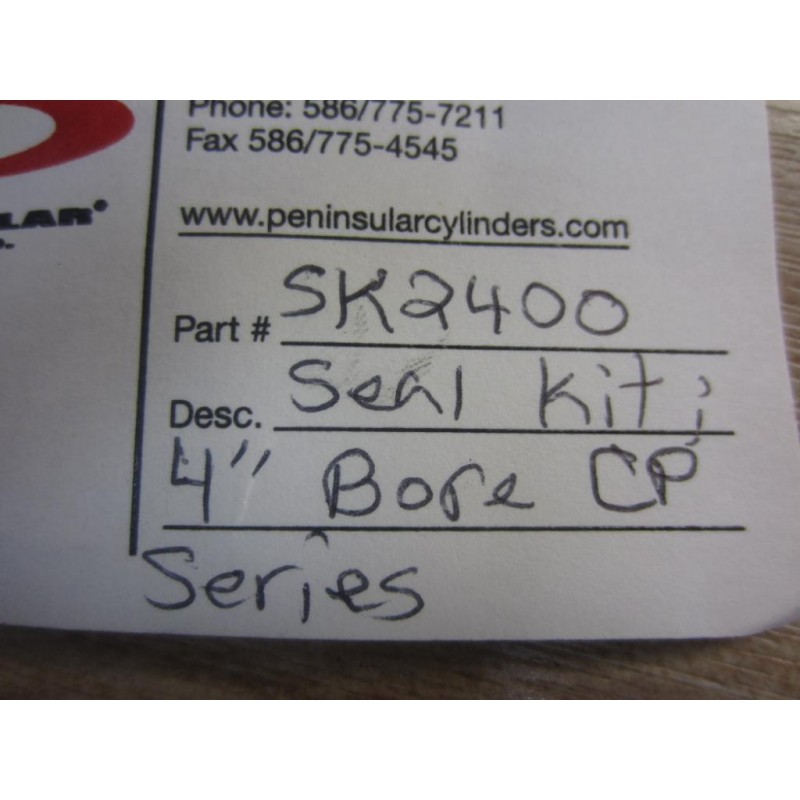 Phone: 586/775-7211
Fax 586/775-4545
LAR®
www.peninsularcylinders.com
Part # SK2400
Desc. Seal Kit;
4" Bore CP
Series